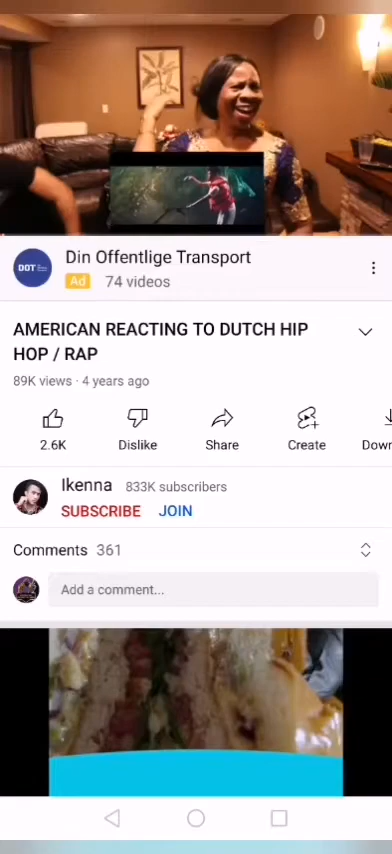 DOT
Din Offentlige Transport
Ad 74 videos
AMERICAN REACTING TO DUTCH HIP
HOP / RAP
89K views · 4 years ago
2.6K Dislike Share Create Down
Ikenna 833K subscribers
SUBSCRIBE JOIN
Comments 361
Add a comment...